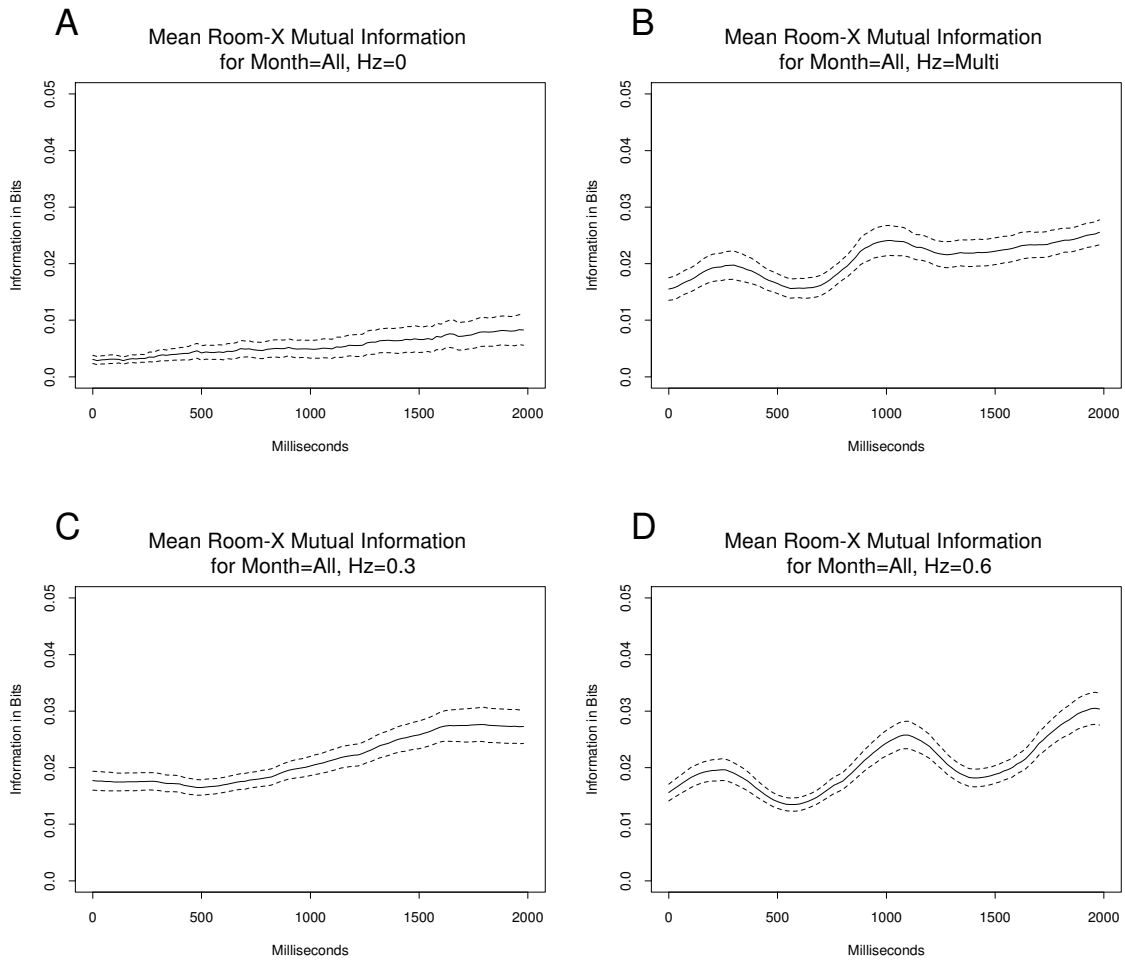 A
Mean Room-X Mutual Information
for Month=All, Hz=0
Information in Bits
0.05
0.04
0.03
0.02
0.01
0.0
0 500 1000 1500 2000
Milliseconds
B
Mean Room-X Mutual Information
for Month=All, Hz=Multi
Information in Bits
0.05
0.04
0.03
0.02
0.01
0.0
0 500 1000 1500 2000
Milliseconds
C
Mean Room-X Mutual Information
for Month=All, Hz=0.3
Information in Bits
0.05
0.04
0.03
0.02
0.01
0.0
0 500 1000 1500 2000
Milliseconds
D
Mean Room-X Mutual Information
for Month=All, Hz=0.6
Information in Bits
0.05
0.04
0.03
0.02
0.01
0.0
0 500 1000 1500 2000
Milliseconds